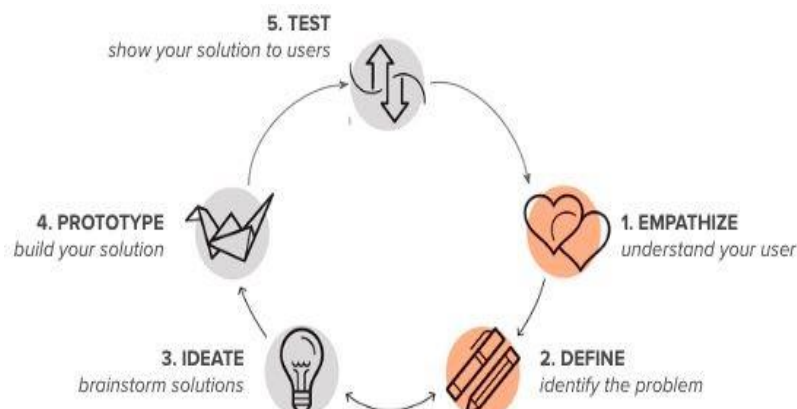 5. TEST
show your solution to users
4. PROTOTYPE
build your solution
1. EMPATHIZE
understand your user
3. IDEATE
brainstorm solutions
2. DEFINE
identify the problem